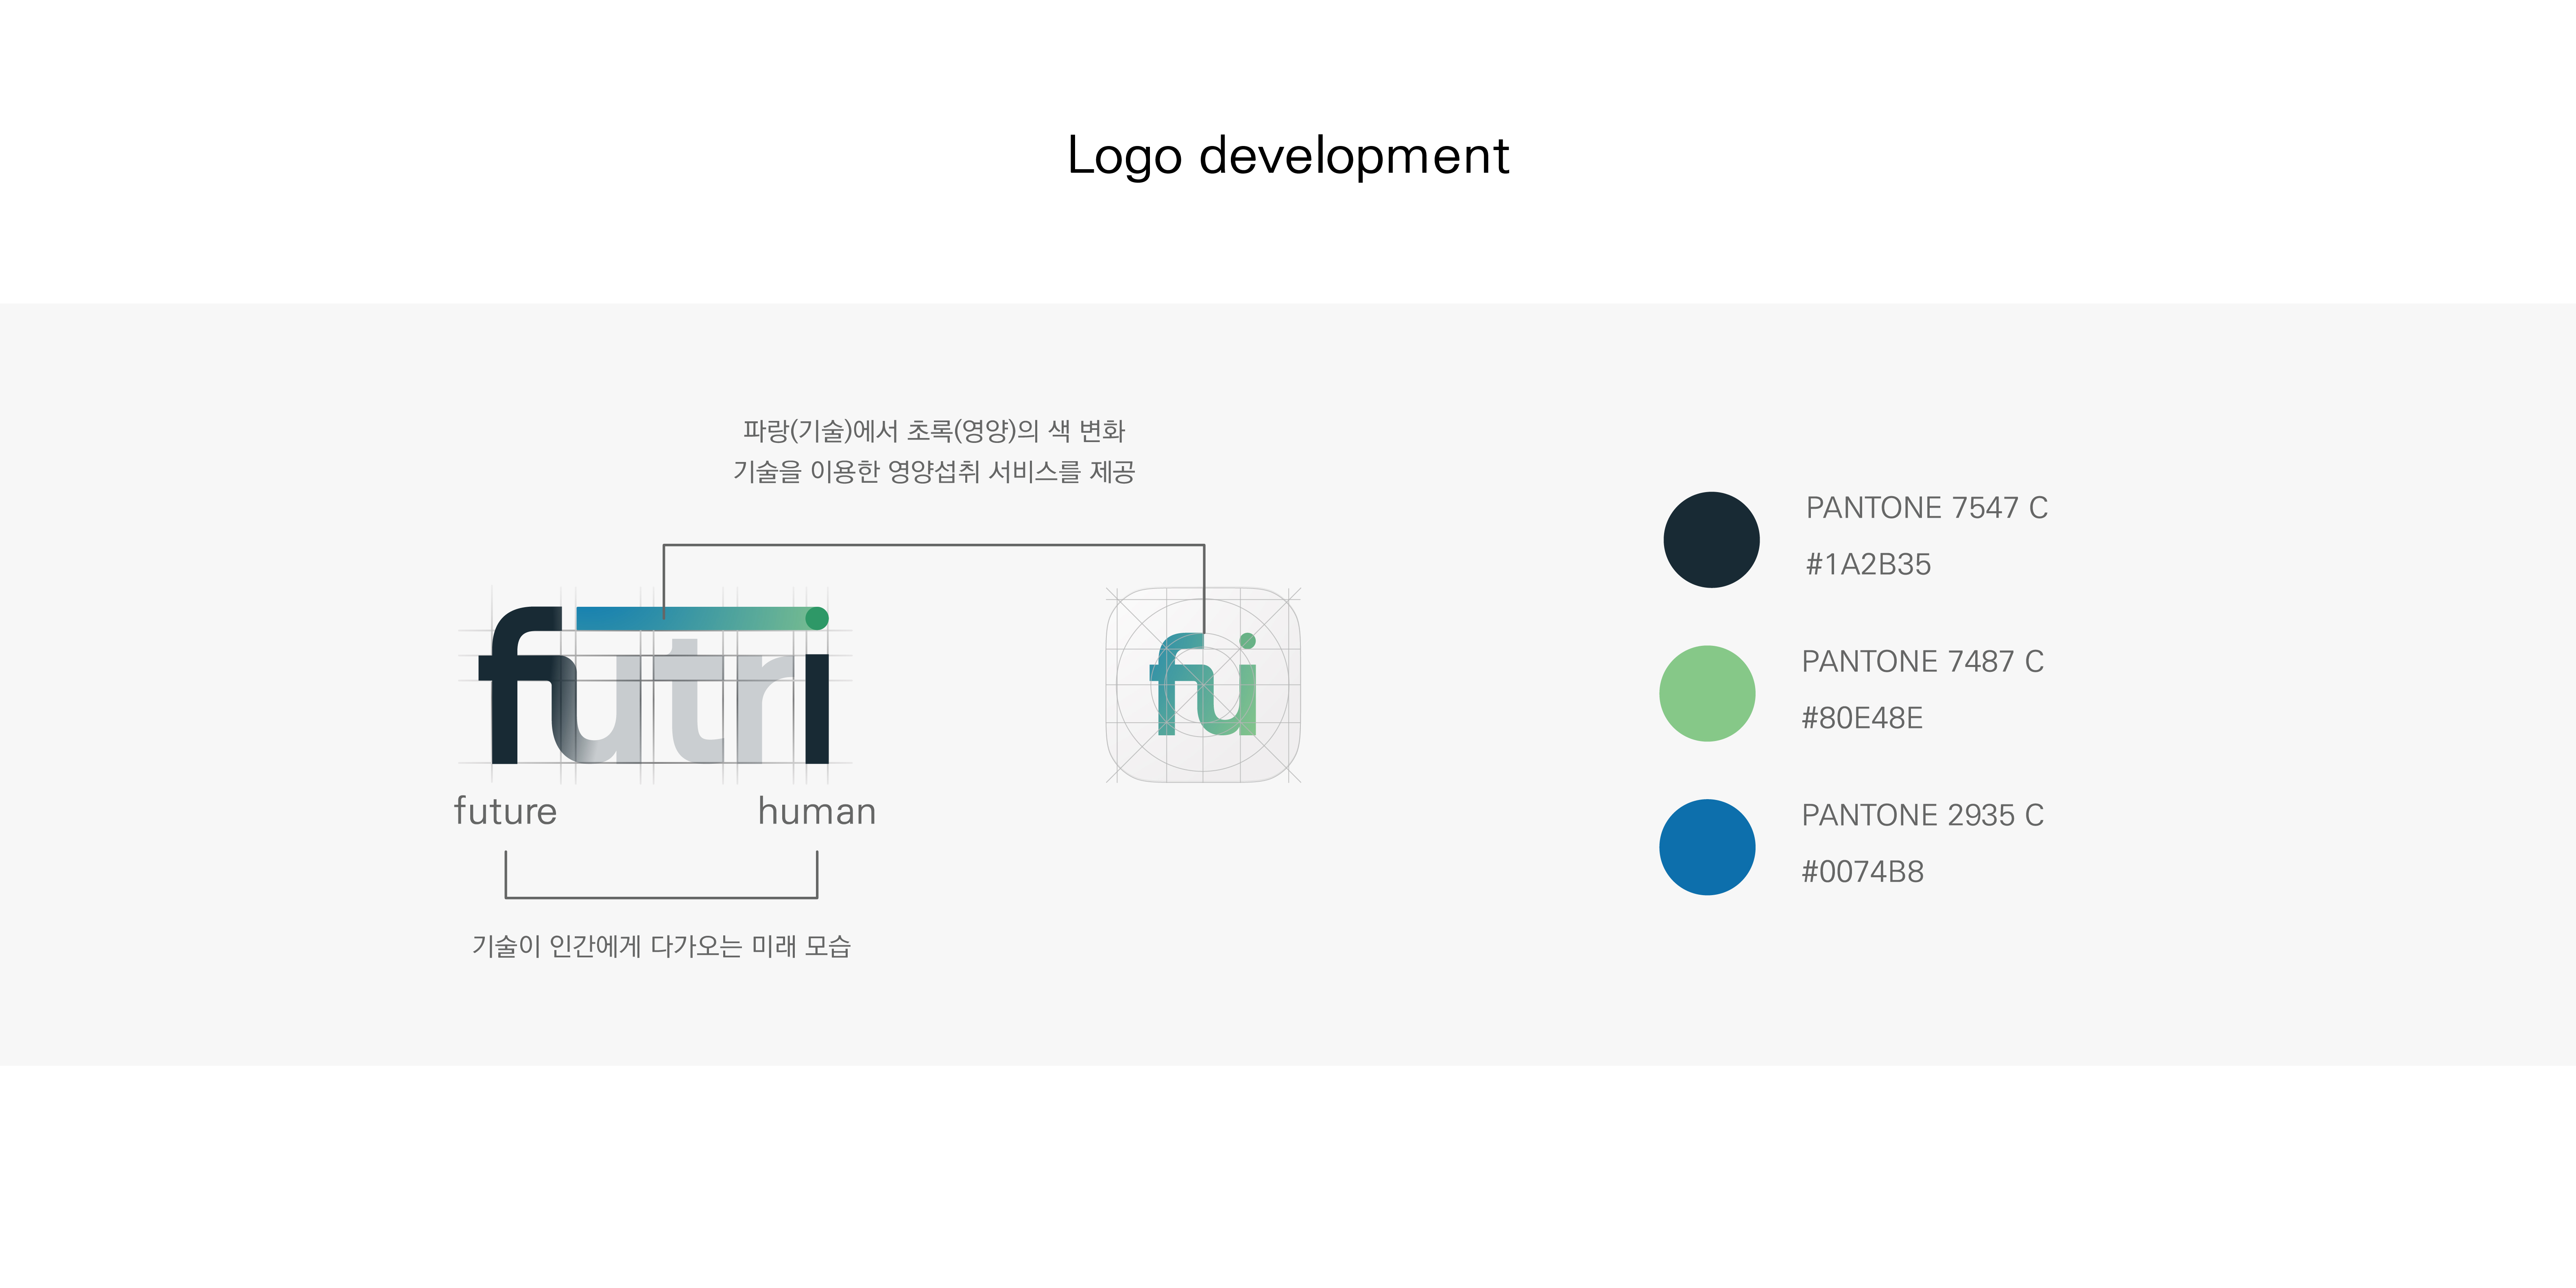 Logo development
파랑(기술)에서 초록(영양)의 색 변화
기술을 이용한 영양섭취 서비스를 제공
futri
fui
future
human
기술이 인간에게 다가오는 미래 모습
PANTONE 7547 C
#1A2B35
PANTONE 7487 C
#80E48E
PANTONE 2935 C
#0074B8